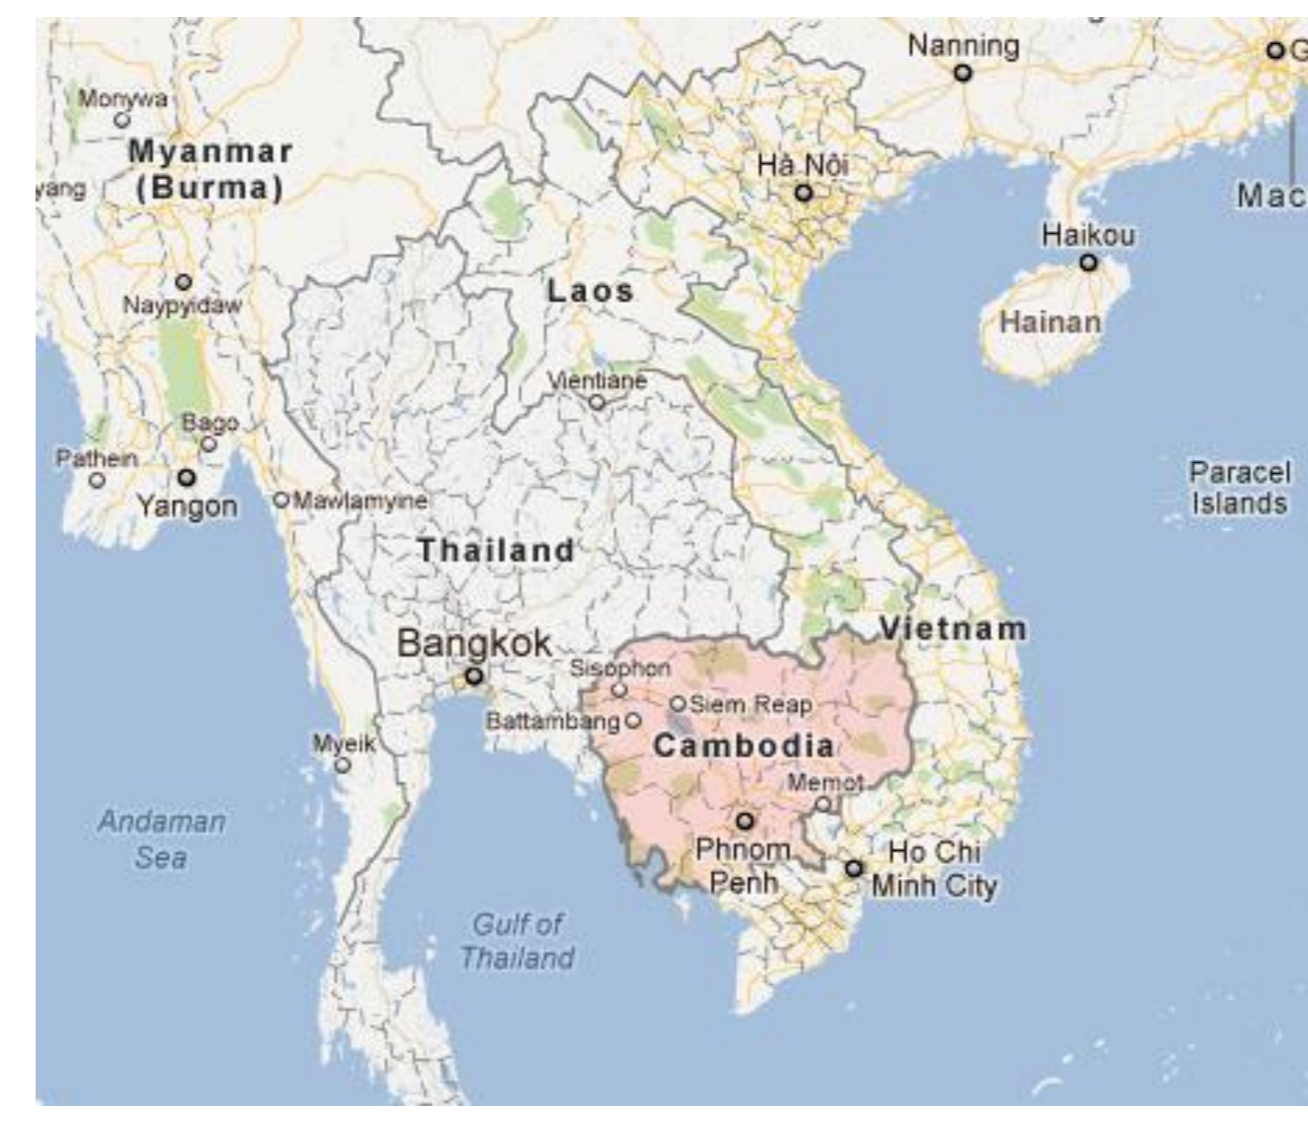 Nanning
G
Monywa
Myanmar
(Burma)
yang
Hà Nôi
Mac
Haikou
Naypyidaw
Laos
Hainan
Vientiane
Bago
Pathein
Yangon
Mawlamyine
Paracel
Islands
Thailand
Vietnam
Bangkok
Sisophon
Siem Reap
Battambang
Cambodia
Myeik
Memot
Andaman
Sea
Phnom
Penh
Ho Chi
Minh City
Gulf of
Thailand